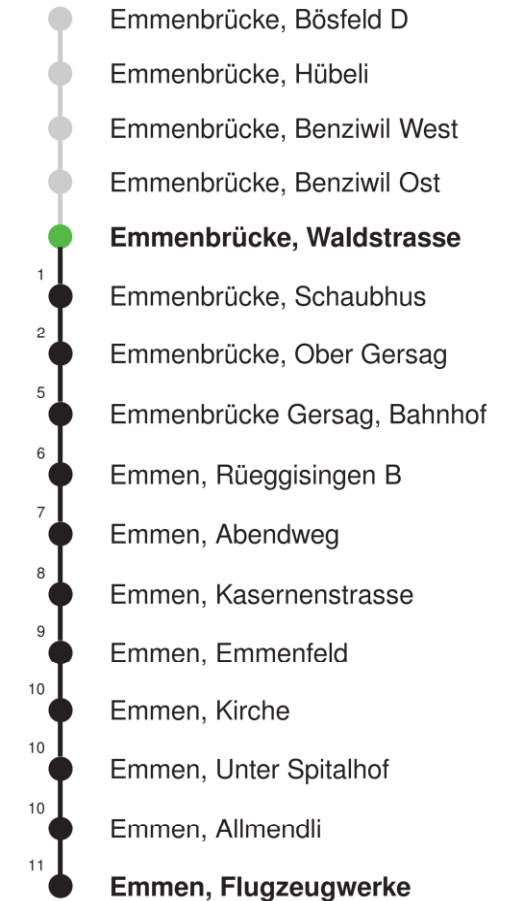 Emmenbrücke, Bösfeld D
Emmenbrücke, Hübeli
Emmenbrücke, Benziwil West
Emmenbrücke, Benziwil Ost
Emmenbrücke, Waldstrasse
1 Emmenbrücke, Schaubhus
2 Emmenbrücke, Ober Gersag
5 Emmenbrücke Gersag, Bahnhof
6 Emmen, Rüeggisingen B
7 Emmen, Abendweg
8 Emmen, Kasernenstrasse
9 Emmen, Emmenfeld
10 Emmen, Kirche
10 Emmen, Unter Spitalhof
10 Emmen, Allmendli
11 Emmen, Flugzeugwerke